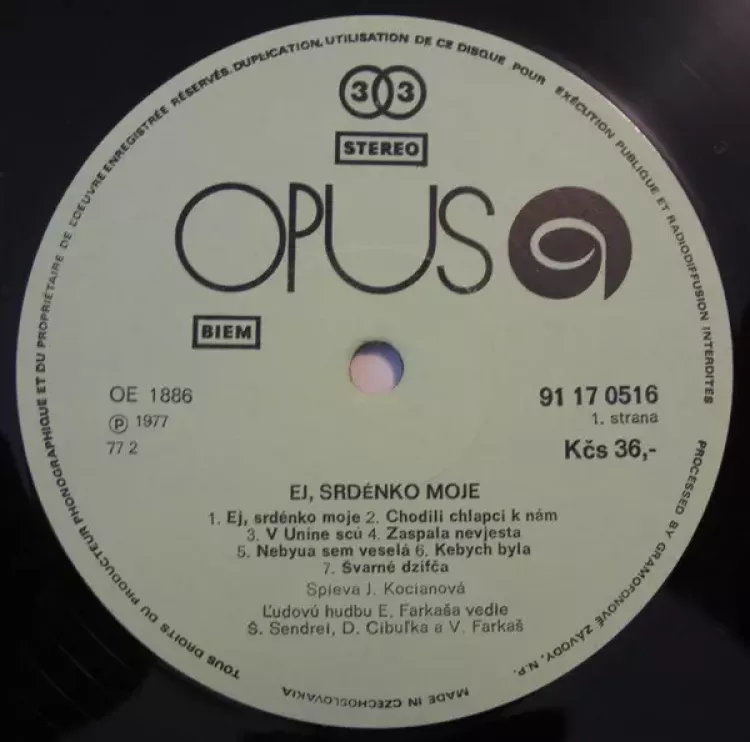 TOUS DROITS DU PRODUCTEUR PHONOGRAPHIQUE ET DU PROPRIÉTAIRE DE L'OEUVRE ENREGISTRÉE RÉSERVÉS. DUPLICATION, UTILISATION DE CE DISQUE POUR EXÉCUTION PUBLIQUE ET RADIODIFFUSION INTERDITES
PROCESSED BY GRAMOFONOVÉ ZÁVODY, N.P.
MADE IN CZECHOSLOVAKIA
33
STEREO
OPUS
BIEM
OE 1886
℗ 1977
77 2
91 17 0516
1. strana
Kčs 36,-
EJ, SRDÉNKO MOJE
1. Ej, srdénko moje 2. Chodili chlapci k nám
3. V Unine scú 4. Zaspala nevjesta
5. Nebyua sem veselá 6. Kebych byla
7. Švarné dzifča
Spieva J. Kocianová
Ľudovú hudbu E. Farkaša vedie
Š. Sendrei, D. Cibuľka a V. Farkaš